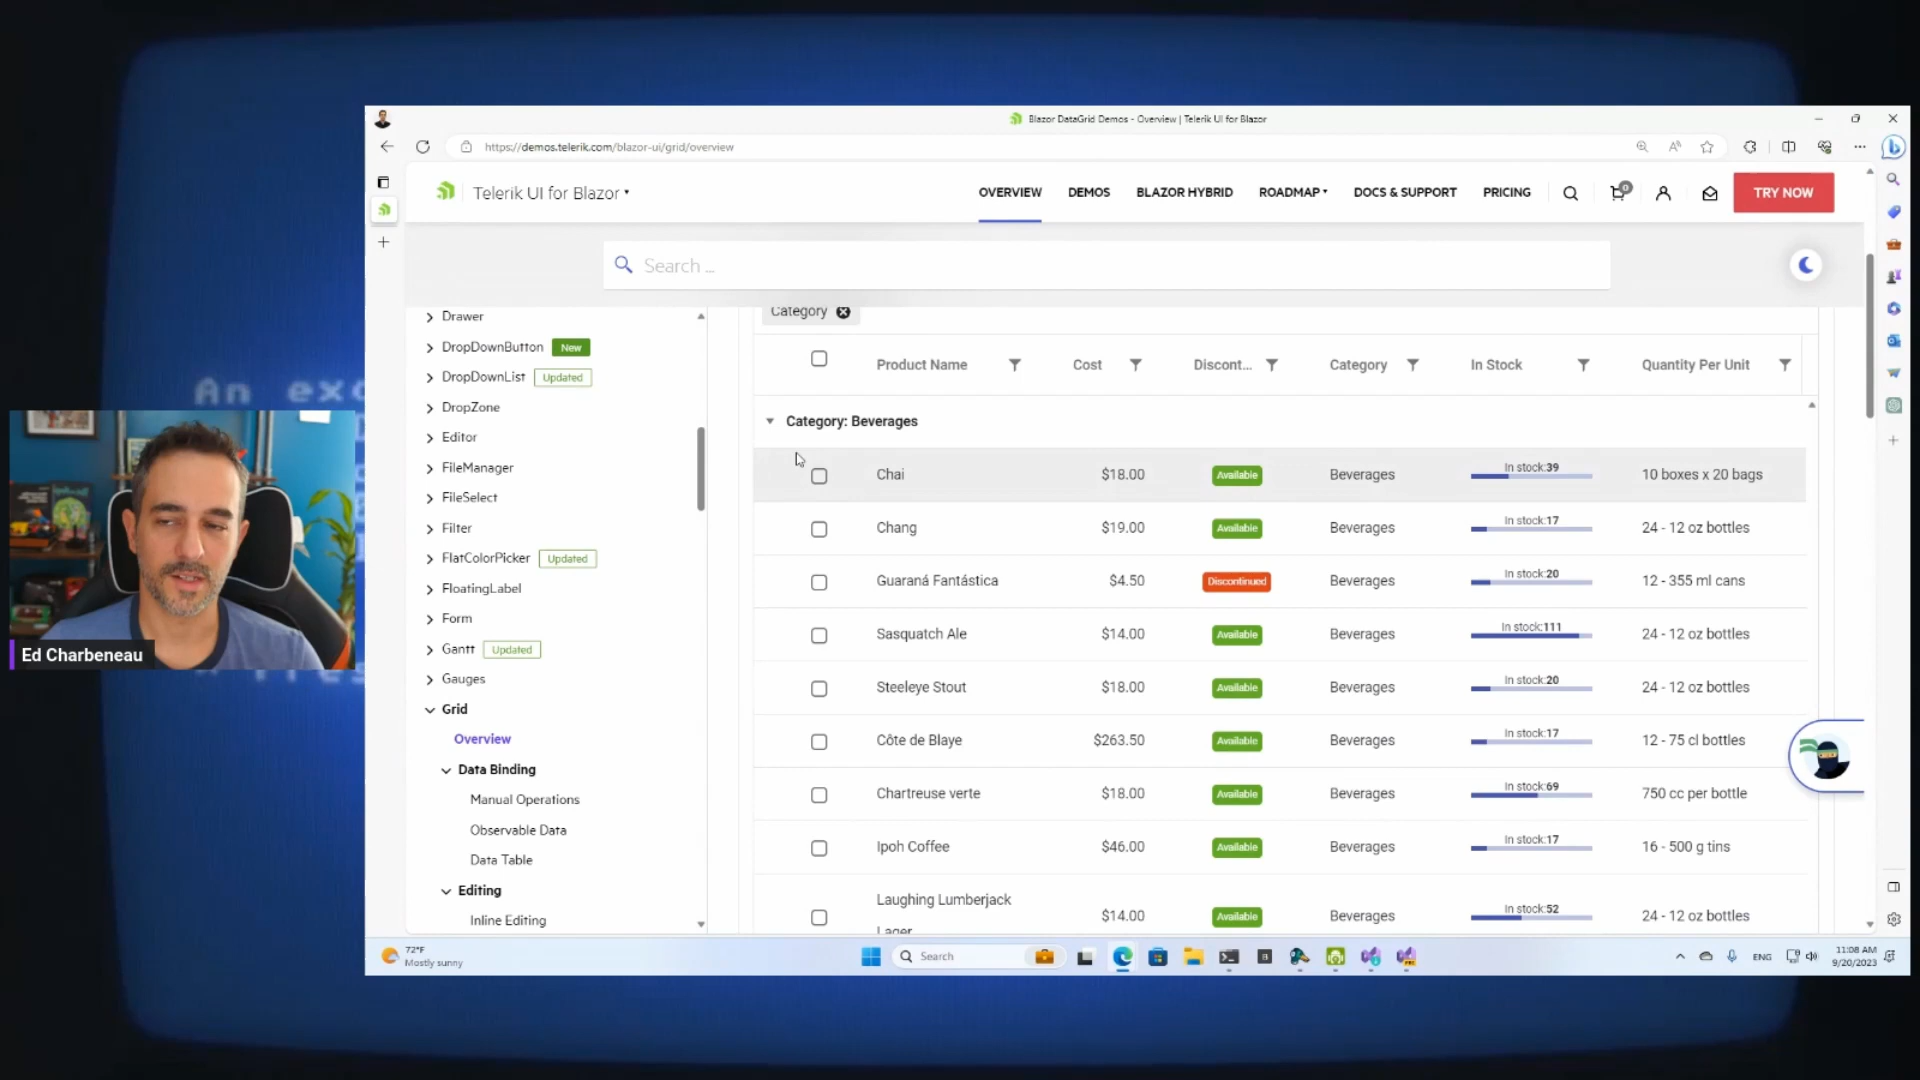 Blazor DataGrid Demos - Overview | Telerik UI for Blazor
https://demos.telerik.com/blazor-ui/grid/overview
Telerik UI for Blazor
OVERVIEW
DEMOS
BLAZOR HYBRID
ROADMAP
DOCS & SUPPORT
PRICING
0
TRY NOW
Search ...
Drawer
DropDownButton New
DropDownList Updated
DropZone
Editor
FileManager
FileSelect
Filter
FlatColorPicker Updated
FloatingLabel
Form
Gantt Updated
Gauges
Grid
Overview
Data Binding
Manual Operations
Observable Data
Data Table
Editing
Inline Editing
Category
Product Name Cost Discont... Category In Stock Quantity Per Unit
Category: Beverages
Chai $18.00 Available Beverages In stock:39 10 boxes x 20 bags
Chang $19.00 Available Beverages In stock:17 24 - 12 oz bottles
Guaraná Fantástica $4.50 Discontinued Beverages In stock:20 12 - 355 ml cans
Sasquatch Ale $14.00 Available Beverages In stock:111 24 - 12 oz bottles
Steeleye Stout $18.00 Available Beverages In stock:20 24 - 12 oz bottles
Côte de Blaye $263.50 Available Beverages In stock:17 12 - 75 cl bottles
Chartreuse verte $18.00 Available Beverages In stock:69 750 cc per bottle
Ipoh Coffee $46.00 Available Beverages In stock:17 16 - 500 g tins
Laughing Lumberjack
Lager $14.00 Available Beverages In stock:52 24 - 12 oz bottles
An exc
Ed Charbeneau
72°F
Mostly sunny
Search
ENG
11:08 AM
9/20/2023